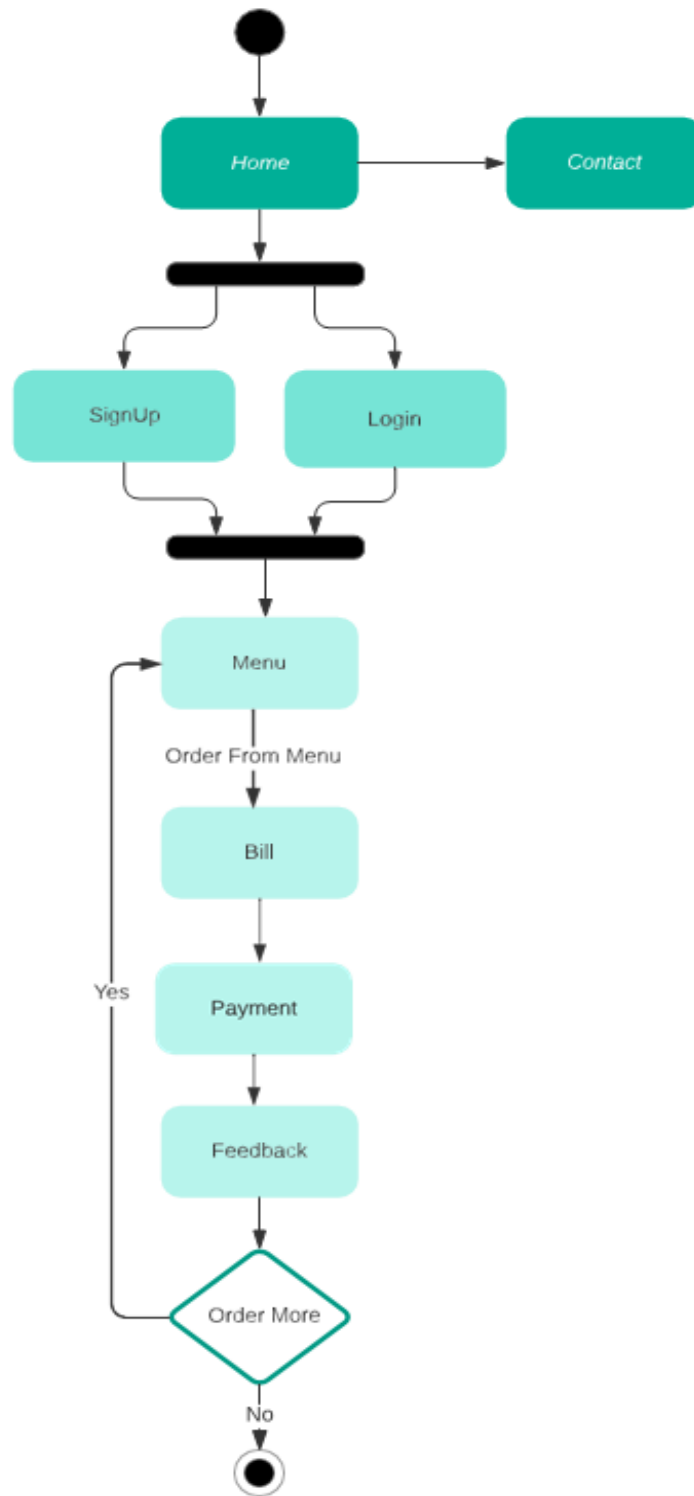 Home
Contact
SignUp
Login
Menu
Order From Menu
Bill
Yes
Payment
Feedback
Order More
No